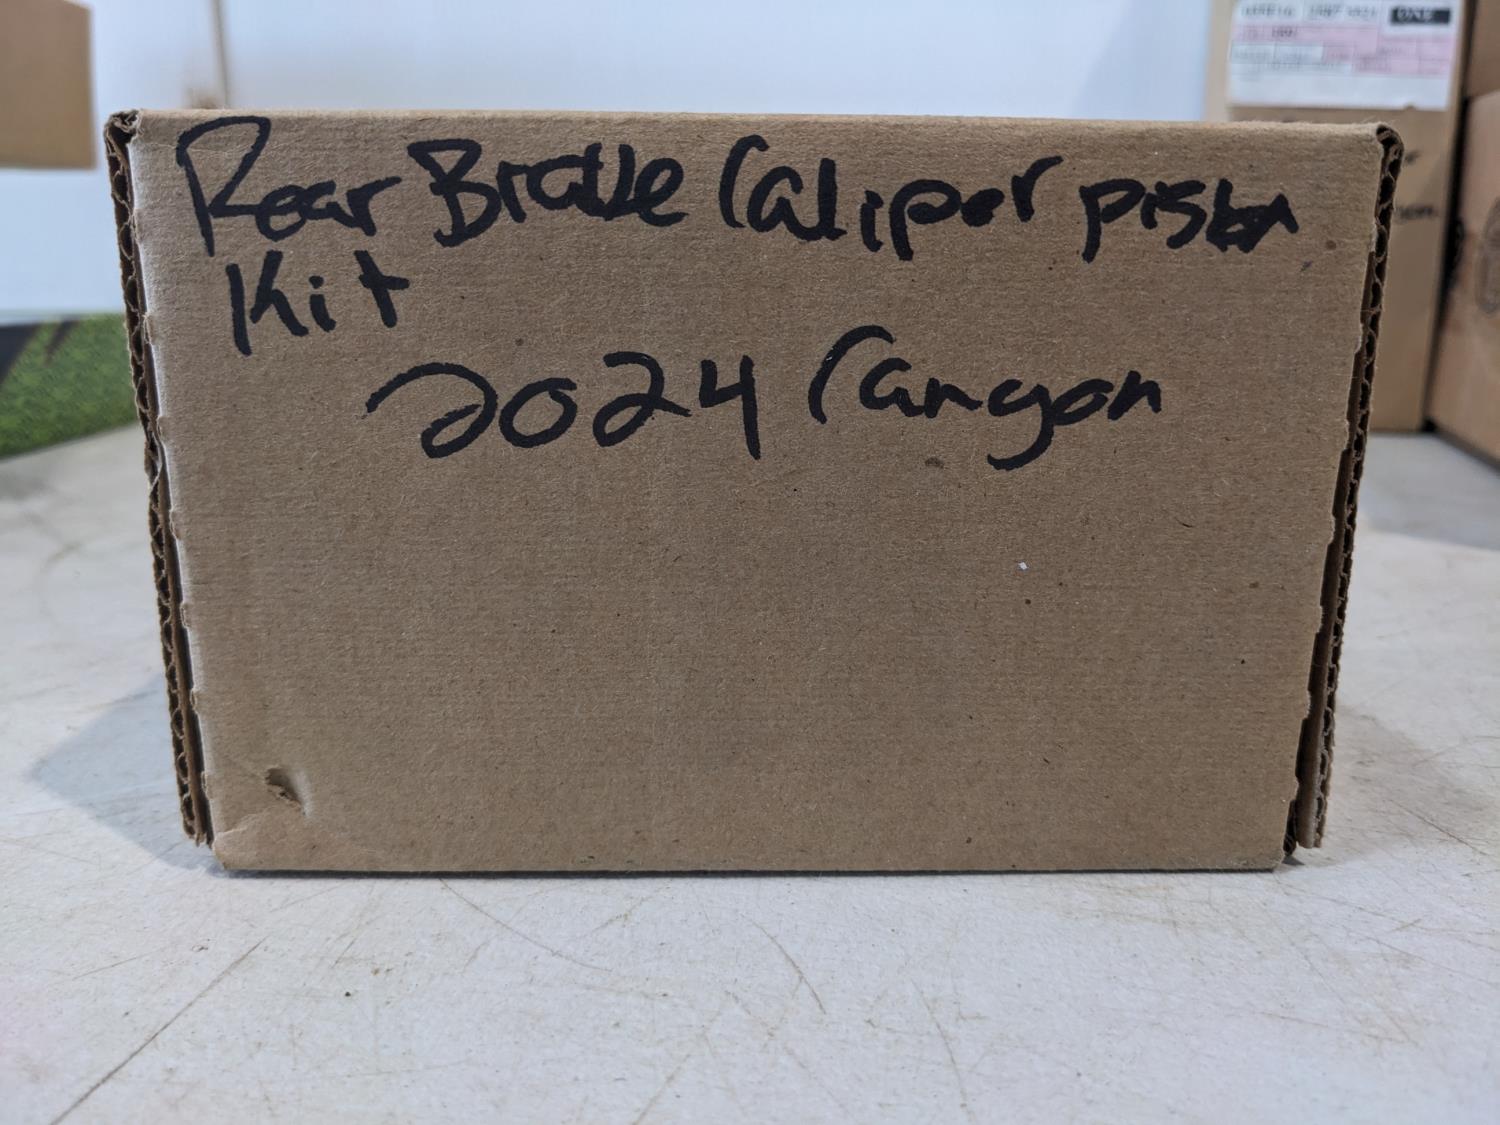 Rear Brake Caliper piston
Kit
2024 Canyon